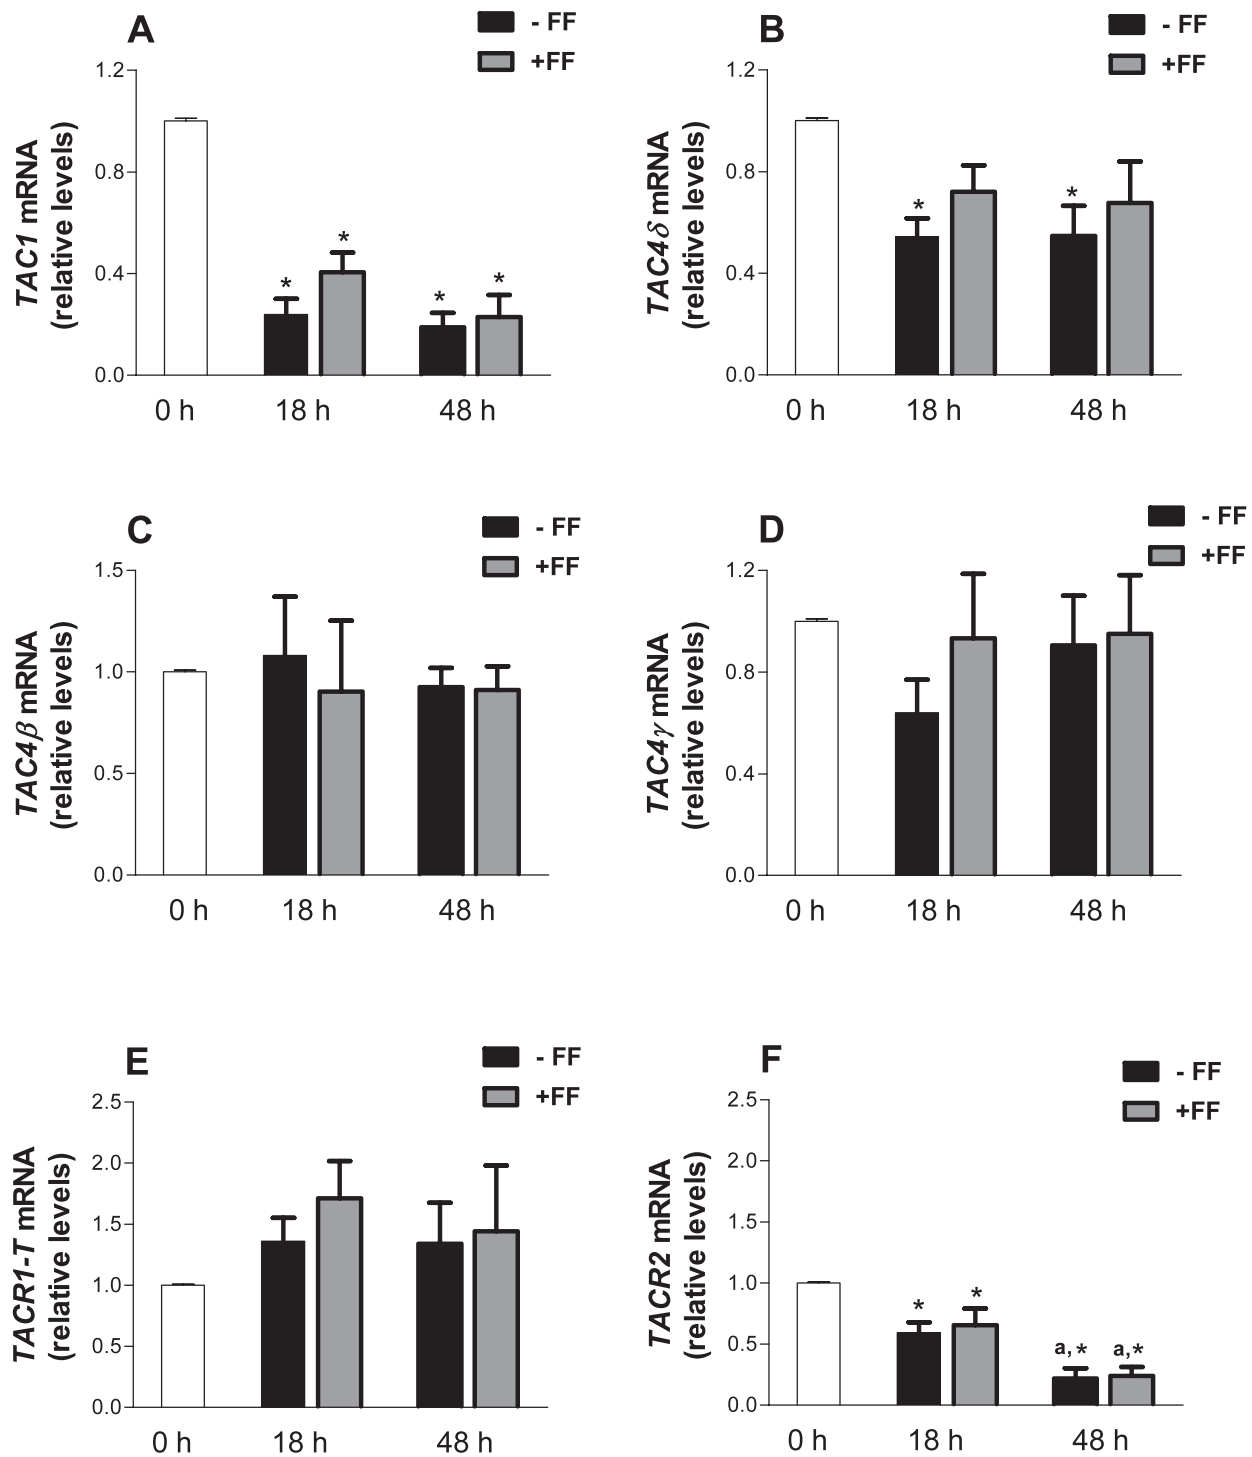 A
- FF
+FF
TAC1 mRNA
(relative levels)
1.2
0.8
0.4
0.0
*
*
*
*
0 h
18 h
48 h
B
- FF
+FF
TAC4δ mRNA
(relative levels)
1.2
0.8
0.4
0.0
*
*
0 h
18 h
48 h
C
- FF
+FF
TAC4β mRNA
(relative levels)
1.5
1.0
0.5
0.0
0 h
18 h
48 h
D
- FF
+FF
TAC4γ mRNA
(relative levels)
1.2
0.8
0.4
0.0
0 h
18 h
48 h
E
- FF
+FF
TACR1-T mRNA
(relative levels)
2.5
2.0
1.5
1.0
0.5
0.0
0 h
18 h
48 h
F
- FF
+FF
TACR2 mRNA
(relative levels)
2.5
2.0
1.5
1.0
0.5
0.0
*
*
a,*
a,*
0 h
18 h
48 h